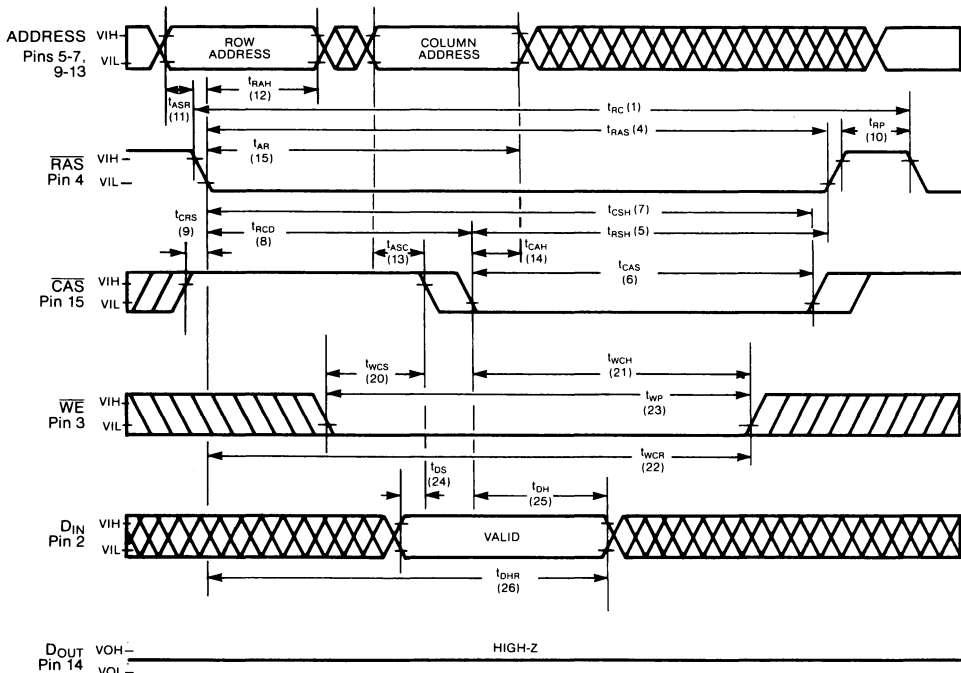 ADDRESS VIH
Pins 5-7,
9-13
VIL
ROW
ADDRESS
COLUMN
ADDRESS
tASR
(11)
tRAH
(12)
tRC (1)
tRAS (4)
tRP
(10)
tAR
(15)
RAS VIH
Pin 4 VIL
tCRS
(9)
tRCD
(8)
tCSH (7)
tRSH (5)
tASC
(13)
tCAH
(14)
tCAS
(6)
CAS VIH
Pin 15 VIL
tWCS
(20)
tWCH
(21)
tWP
(23)
WE VIH
Pin 3 VIL
tWCR
(22)
tDS
(24)
tDH
(25)
DIN VIH
Pin 2 VIL
VALID
tDHR
(26)
DOUT VOH
Pin 14
VOL
HIGH-Z